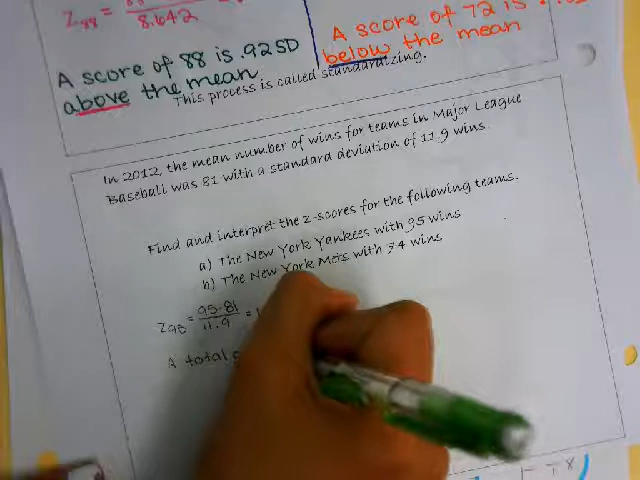 Z88 = 8.642
A score of 88 is .92 SD
above the mean
A score of 72 is
below the mean
This process is called standardizing.
In 2012, the mean number of wins for teams in Major League
Baseball was 81 with a standard deviation of 11.9 wins.
Find and interpret the z-scores for the following teams.
a) The New York Yankees with 95 wins
b) The New York Mets with 74 wins
Z95 = 95-81 / 11.9 =
A total